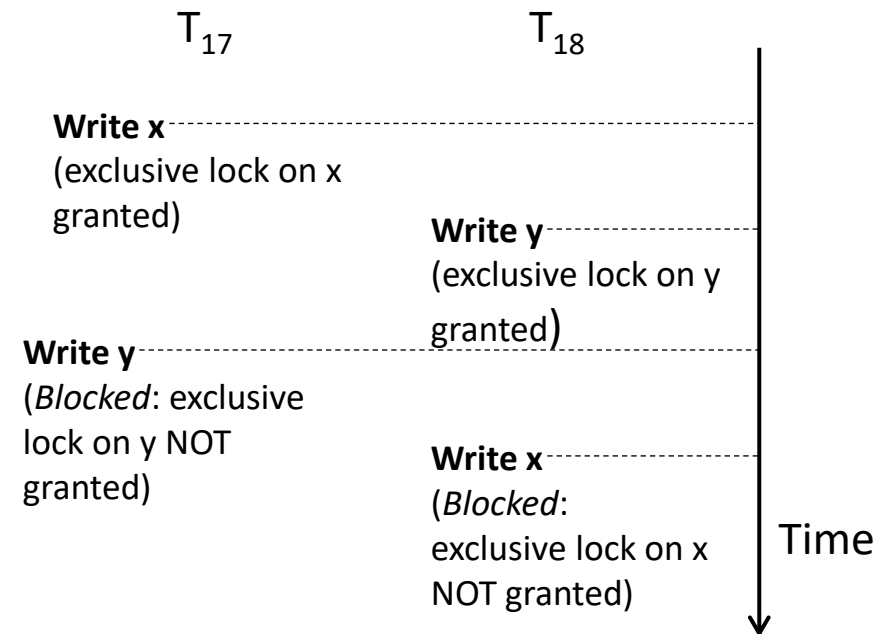 T17
T18
Write x
(exclusive lock on x
granted)
Write y
(exclusive lock on y
granted)
Write y
(Blocked: exclusive
lock on y NOT
granted)
Write x
(Blocked:
exclusive lock on x
NOT granted)
Time